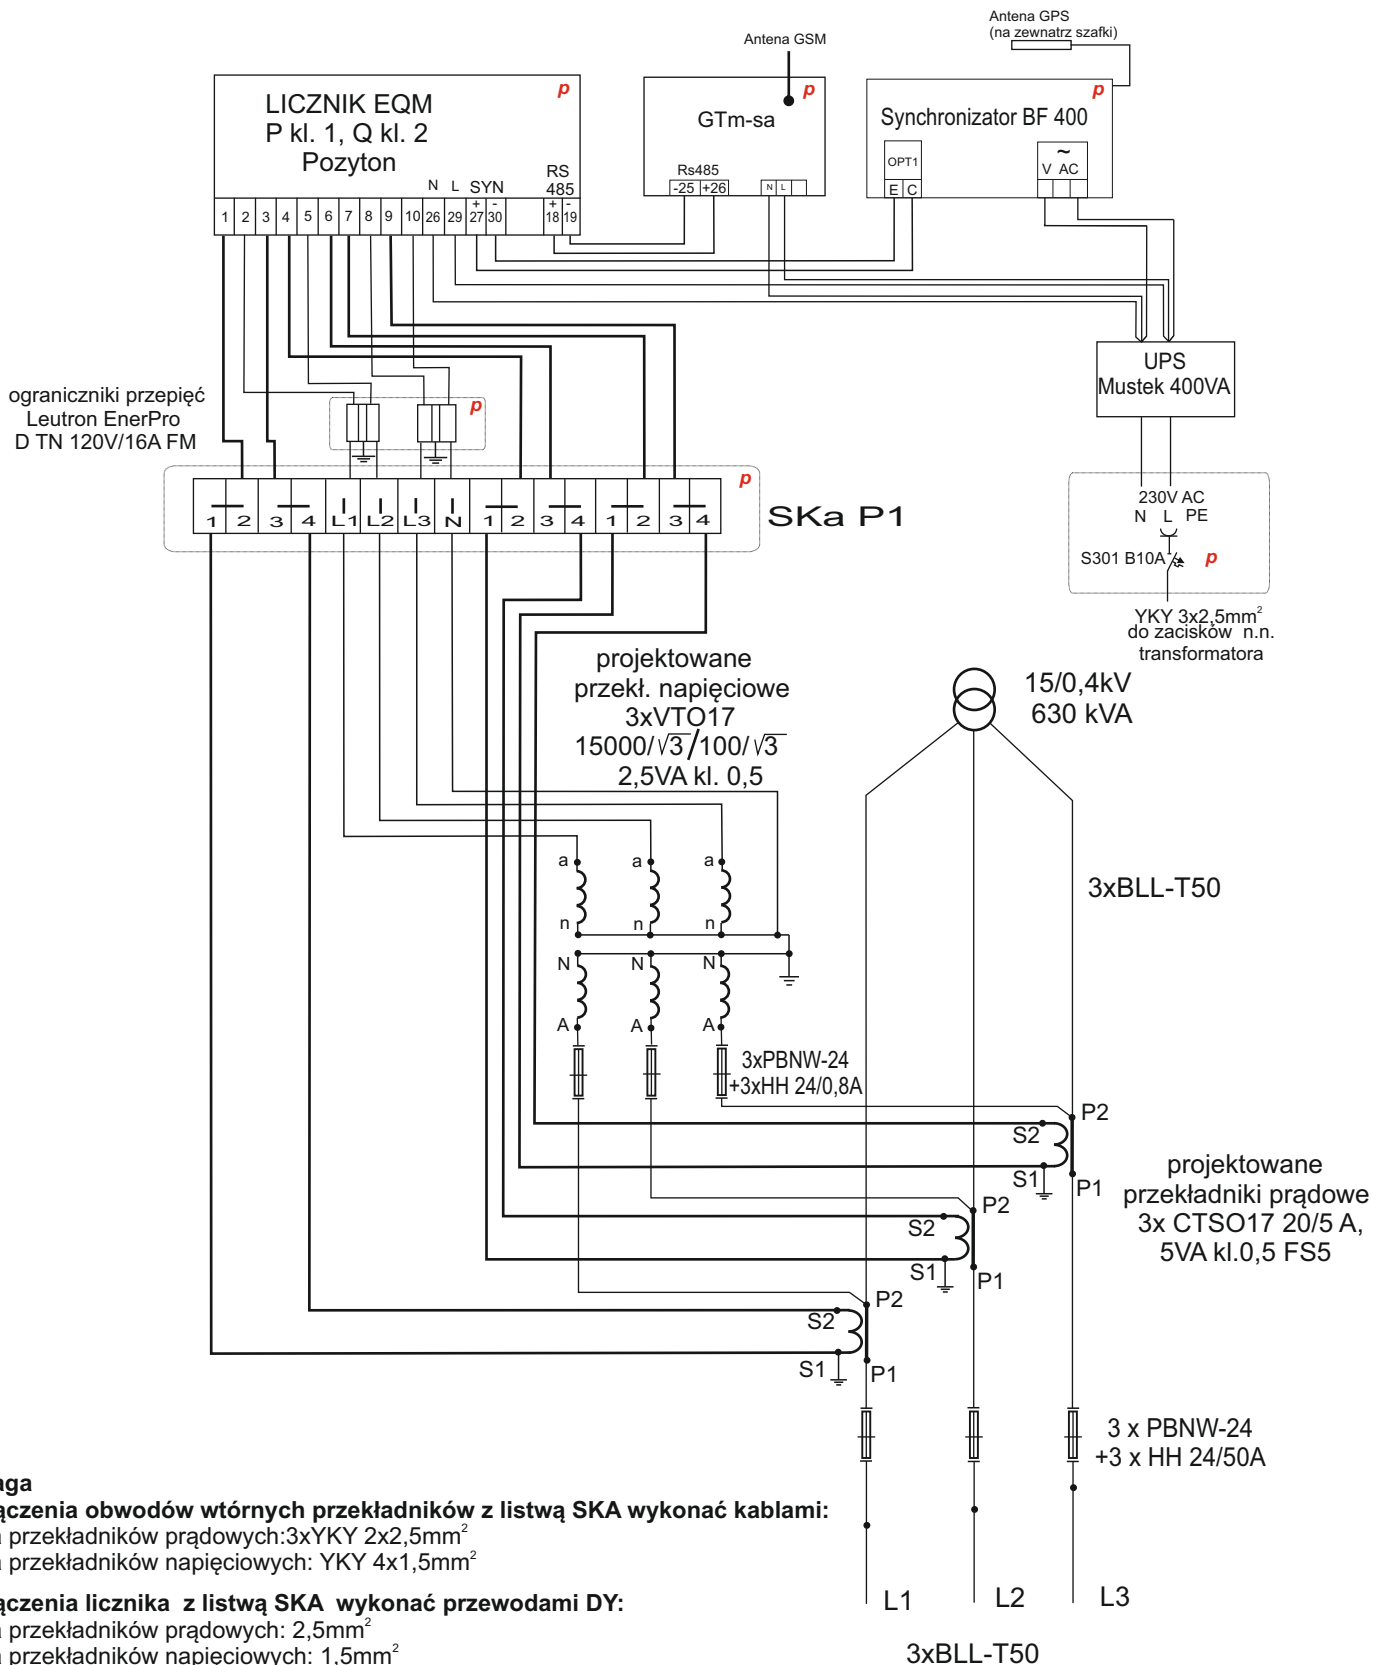 Antena GPS
(na zewnatrz szafki)
Antena GSM
LICZNIK EQM
P kl. 1, Q kl. 2
Pozyton
p
N L SYN
RS
485
+ - + -
1 2 3 4 5 6 7 8 9 10 26 29 27 30 18 19
p
GTm-sa
Rs485
-25 +26
N L
p
Synchronizator BF 400
OPT1
E C
~
V AC
UPS
Mustek 400VA
ograniczniki przepięć
Leutron EnerPro
D TN 120V/16A FM
p
p
1 2 3 4 L1 L2 L3 N 1 2 3 4 1 2 3 4
SKa P1
230V AC
N L PE
S301 B10A
p
YKY 3x2,5mm²
do zacisków n.n.
transformatora
projektowane
przekł. napięciowe
3xVTO17
15000/√3/100/√3
2,5VA kl. 0,5
15/0,4kV
630 kVA
3xBLL-T50
a a a
n n n
N N N
A A A
3xPBNW-24
+3xHH 24/0,8A
P2
S2
S1
P1
projektowane
przekładniki prądowe
3x CTSO17 20/5 A,
5VA kl.0,5 FS5
P2
S2
S1
P1
P2
S2
S1
P1
3 x PBNW-24
+3 x HH 24/50A
aga
ączenia obwodów wtórnych przekładników z listwą SKA wykonać kablami:
a przekładników prądowych:3xYKY 2x2,5mm²
a przekładników napięciowych: YKY 4x1,5mm²
ączenia licznika z listwą SKA wykonać przewodami DY:
a przekładników prądowych: 2,5mm²
a przekładników napięciowych: 1,5mm²
L1 L2 L3
3xBLL-T50